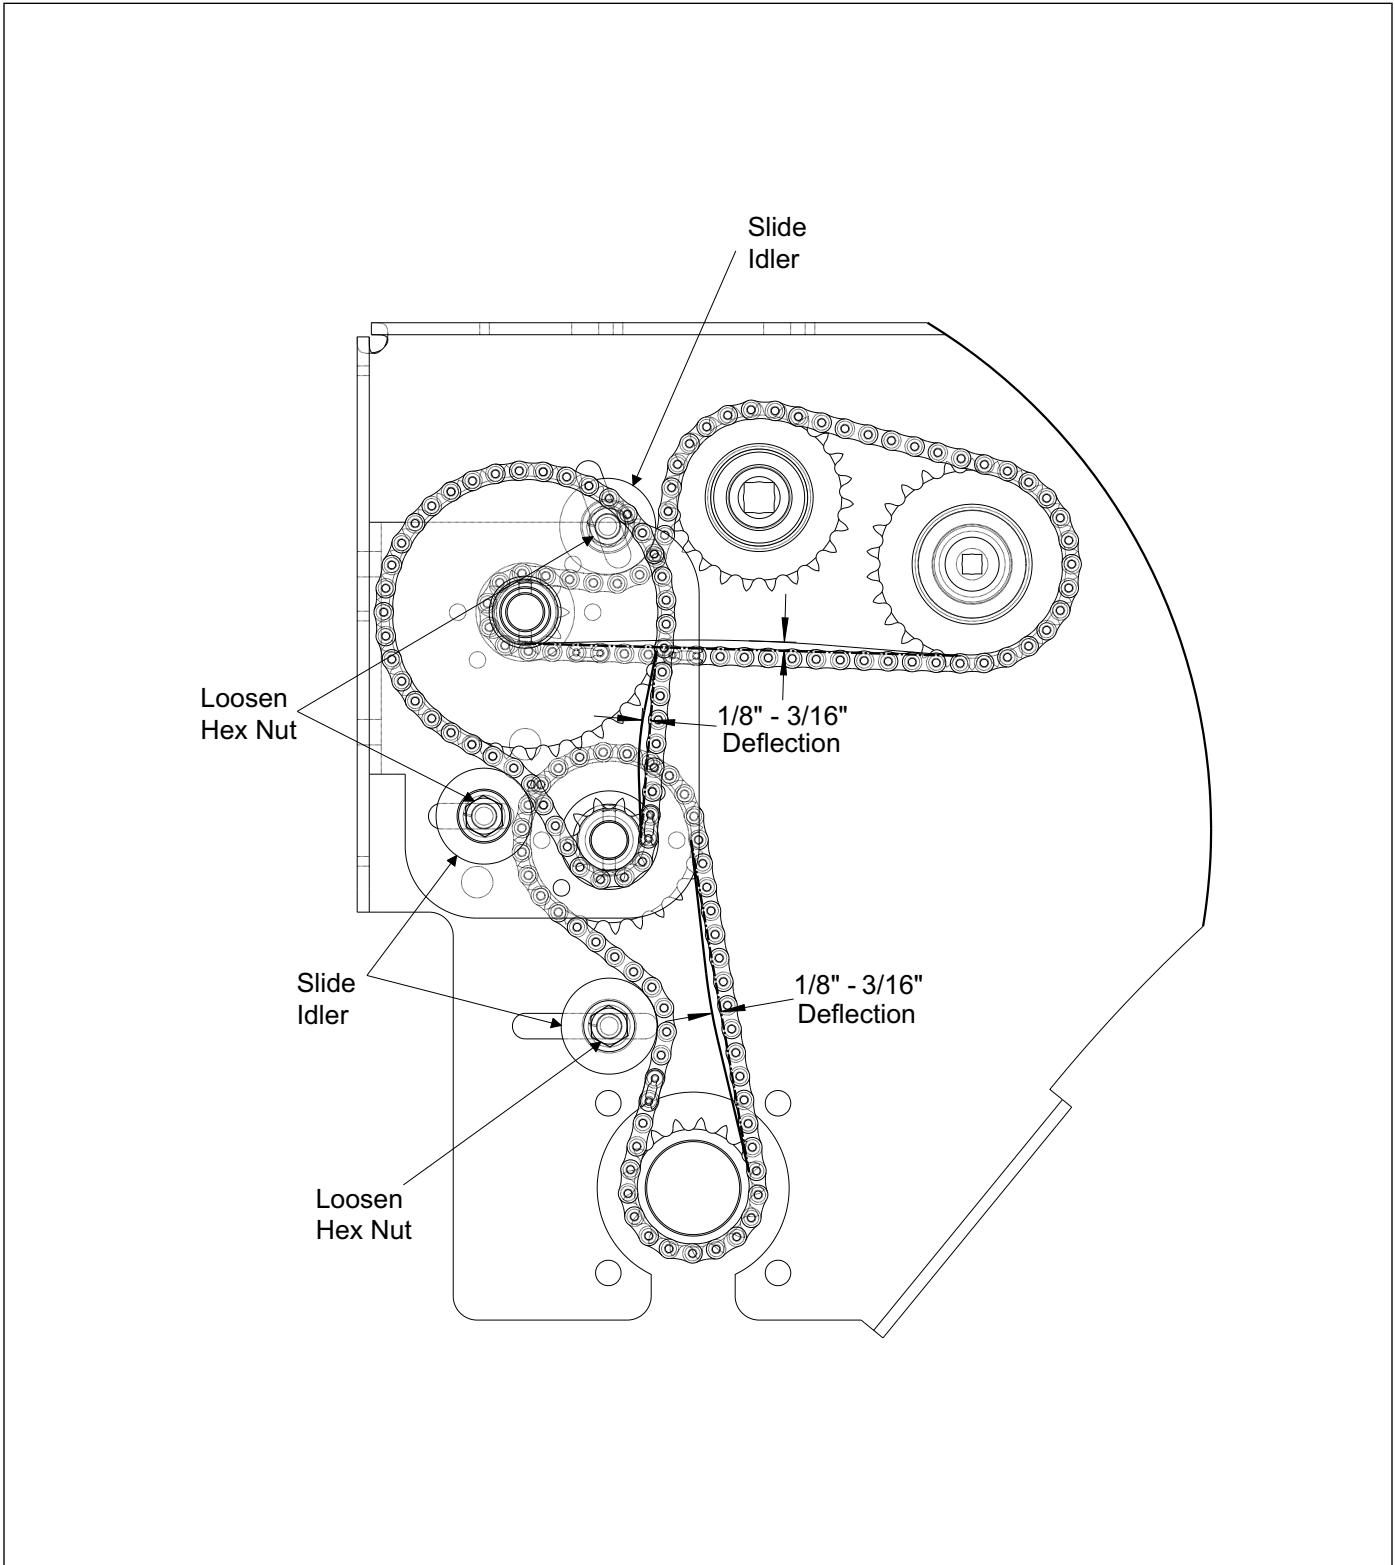 Slide
Idler
Loosen
Hex Nut
1/8" - 3/16"
Deflection
Slide
Idler
1/8" - 3/16"
Deflection
Loosen
Hex Nut